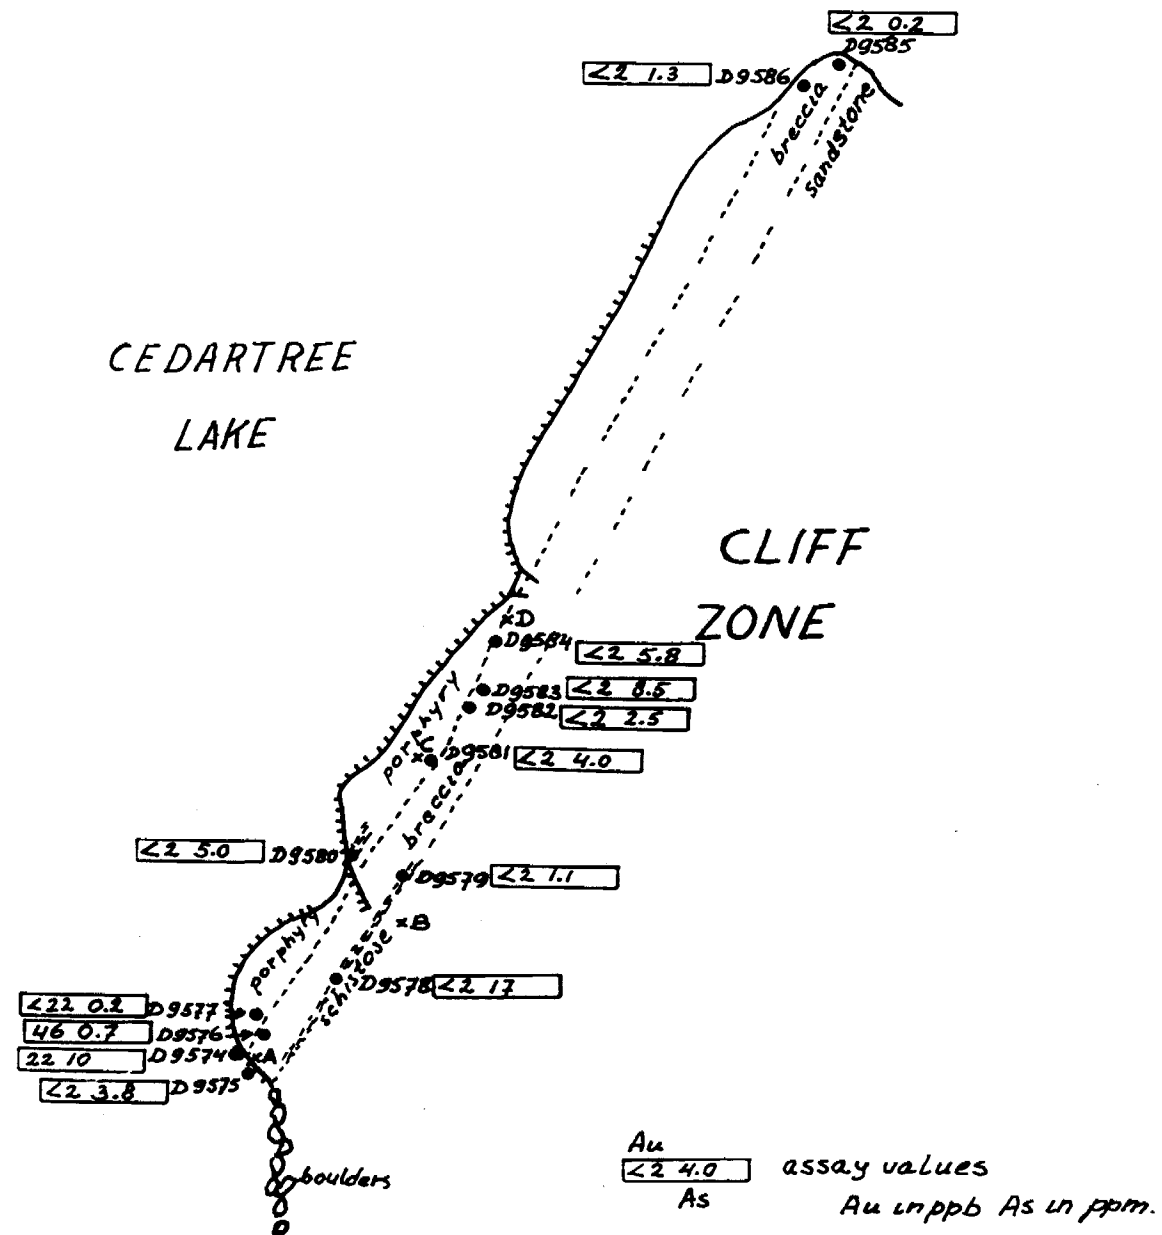 <2 0.2
D9585
<2 1.3 D9586
breccia
sandstone
CEDARTREE
LAKE
CLIFF
ZONE
×D
D9584 <2 5.8
D9583 <2 8.5
D9582 <2 2.5
porphyry
×C
D9581 <2 4.0
breccia
<2 5.0 D9580
D9579 <2 1.1
×B
porphyry
schistose
D9578 <2 17
<22 0.2 D9577
46 0.7 D9576
22 10 D9574 ×A
<2 3.8 D9575
boulders
Au
<2 4.0 assay values
As Au in ppb As in ppm.